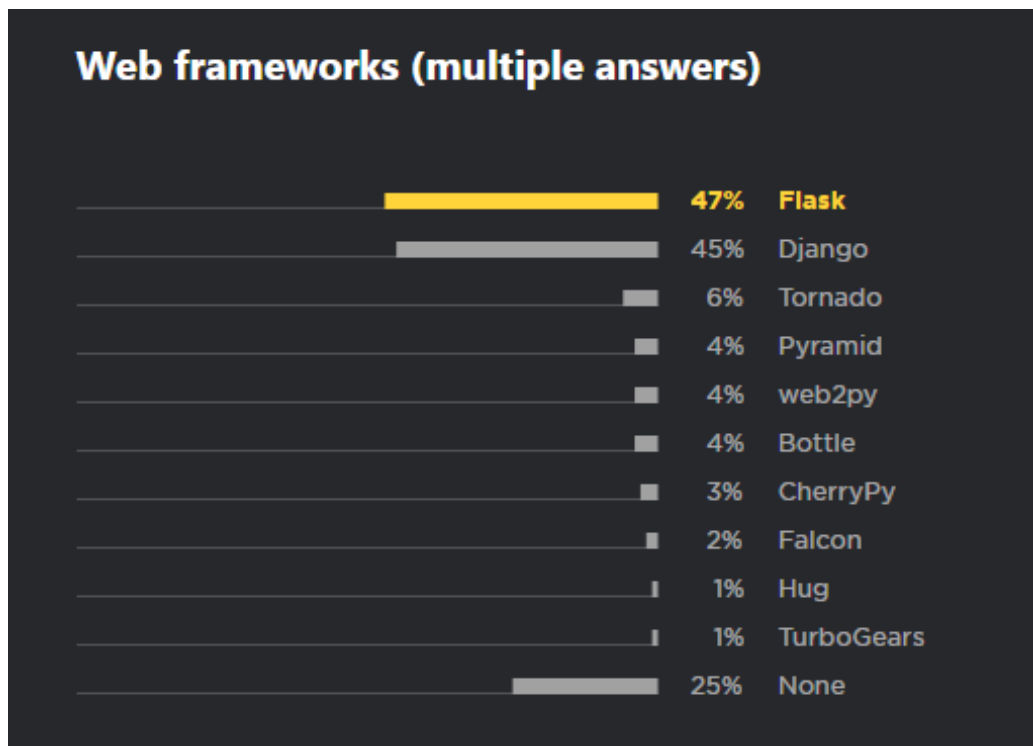 Web frameworks (multiple answers)
47% Flask
45% Django
6% Tornado
4% Pyramid
4% web2py
4% Bottle
3% CherryPy
2% Falcon
1% Hug
1% TurboGears
25% None